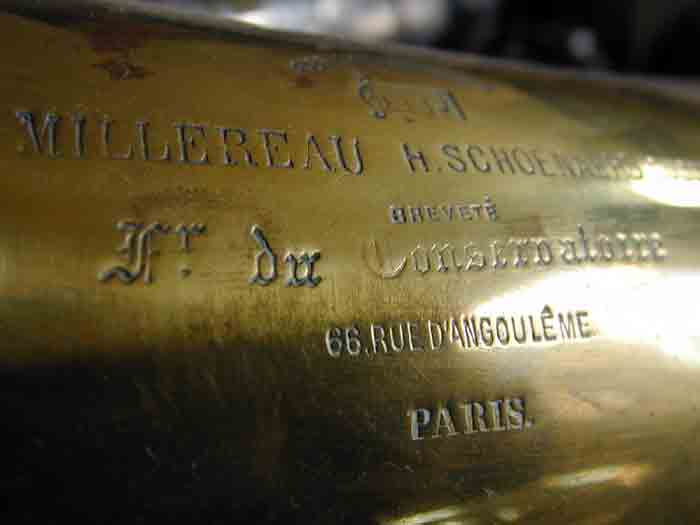 MILLEREAU H. SCHOENAERS
BREVETÉ
Fr. du Conservatoire
66, RUE D'ANGOULÊME
PARIS.